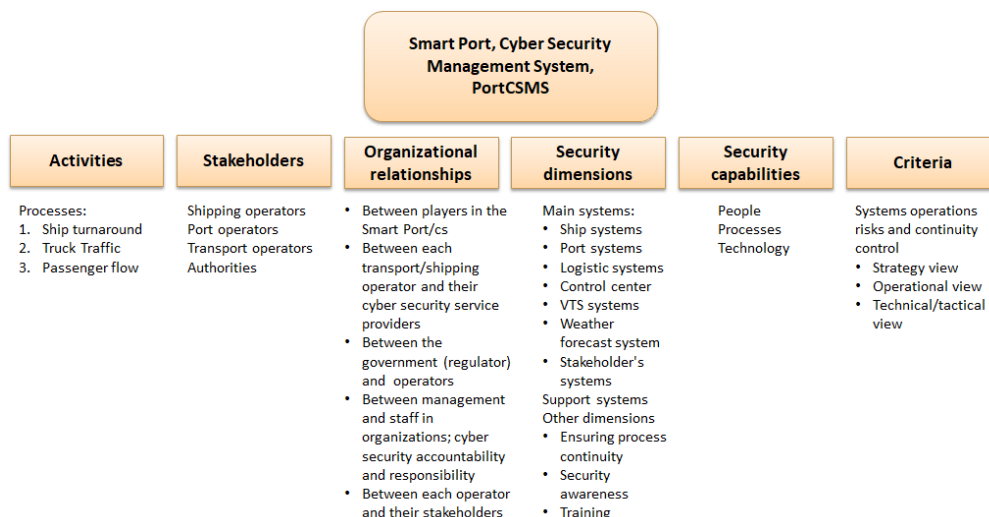 Smart Port, Cyber Security
Management System,
PortCSMS
Activities
Processes:
1. Ship turnaround
2. Truck Traffic
3. Passenger flow
Stakeholders
Shipping operators
Port operators
Transport operators
Authorities
Organizational
relationships
• Between players in the
Smart Port/cs
• Between each
transport/shipping
operator and their
cyber security service
providers
• Between the
government (regulator)
and operators
• Between management
and staff in
organizations; cyber
security accountability
and responsibility
• Between each operator
and their stakeholders
Security
dimensions
Main systems:
• Ship systems
• Port systems
• Logistic systems
• Control center
• VTS systems
• Weather
forecast system
• Stakeholder's
systems
Support systems
Other dimensions
• Ensuring process
continuity
• Security
awareness
• Training
Security
capabilities
People
Processes
Technology
Criteria
Systems operations
risks and continuity
control
• Strategy view
• Operational view
• Technical/tactical
view